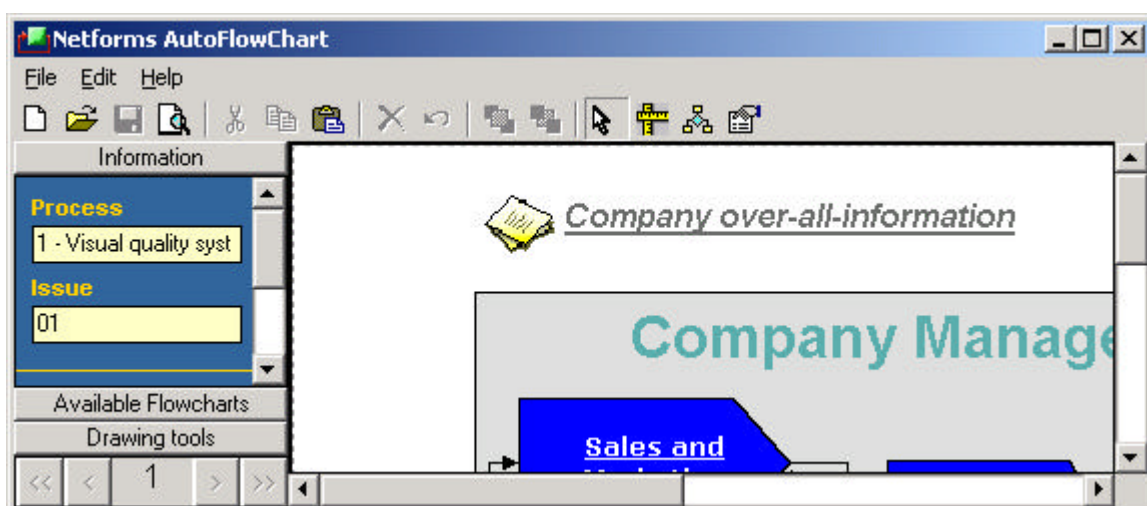 Netforms AutoFlowChart
File Edit Help
Information
Process
1 - Visual quality syst
Issue
01
Available Flowcharts
Drawing tools
<< < 1 > >>
Company over-all-information
Company Manage
Sales and